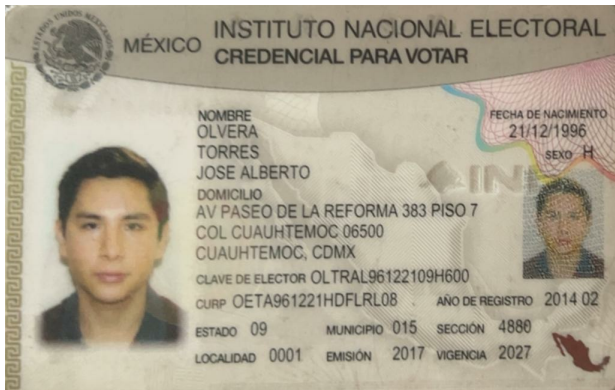 MÉXICO INSTITUTO NACIONAL ELECTORAL
CREDENCIAL PARA VOTAR
NOMBRE
OLVERA
TORRES
JOSE ALBERTO
FECHA DE NACIMIENTO
21/12/1996
SEXO H
INE
DOMICILIO
AV PASEO DE LA REFORMA 383 PISO 7
COL CUAUHTEMOC 06500
CUAUHTEMOC, CDMX
CLAVE DE ELECTOR OLTRAL96122109H600
CURP OETA961221HDFLRL08 AÑO DE REGISTRO 2014 02
ESTADO 09 MUNICIPIO 015 SECCIÓN 4880
LOCALIDAD 0001 EMISIÓN 2017 VIGENCIA 2027